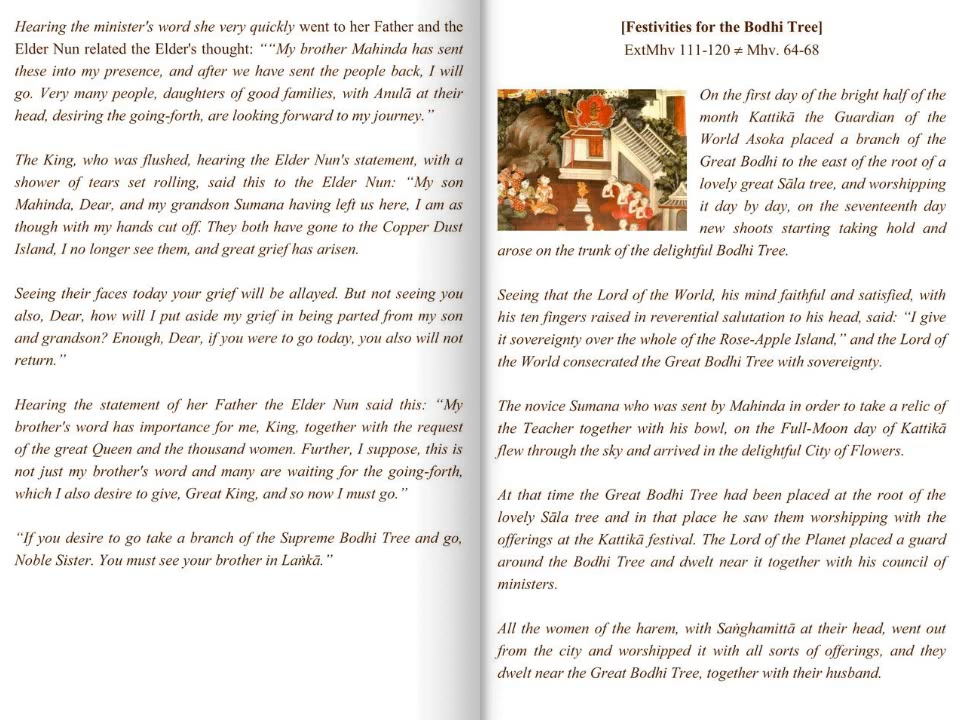 Hearing the minister's word she very quickly went to her Father and the
Elder Nun related the Elder's thought: ““My brother Mahinda has sent
these into my presence, and after we have sent the people back, I will
go. Very many people, daughters of good families, with Anulā at their
head, desiring the going-forth, are looking forward to my journey.”
The King, who was flushed, hearing the Elder Nun's statement, with a
shower of tears set rolling, said this to the Elder Nun: “My son
Mahinda, Dear, and my grandson Sumana having left us here, I am as
though with my hands cut off. They both have gone to the Copper Dust
Island, I no longer see them, and great grief has arisen.
Seeing their faces today your grief will be allayed. But not seeing you
also, Dear, how will I put aside my grief in being parted from my son
and grandson? Enough, Dear, if you were to go today, you also will not
return.”
Hearing the statement of her Father the Elder Nun said this: “My
brother's word has importance for me, King, together with the request
of the great Queen and the thousand women. Further, I suppose, this is
not just my brother's word and many are waiting for the going-forth,
which I also desire to give, Great King, and so now I must go.”
“If you desire to go take a branch of the Supreme Bodhi Tree and go,
Noble Sister. You must see your brother in Laṅkā.”
[Festivities for the Bodhi Tree]
ExtMhv 111-120 ≠ Mhv. 64-68
On the first day of the bright half of the
month Kattikā the Guardian of the
World Asoka placed a branch of the
Great Bodhi to the east of the root of a
lovely great Sāla tree, and worshipping
it day by day, on the seventeenth day
new shoots starting taking hold and
arose on the trunk of the delightful Bodhi Tree.
Seeing that the Lord of the World, his mind faithful and satisfied, with
his ten fingers raised in reverential salutation to his head, said: “I give
it sovereignty over the whole of the Rose-Apple Island,” and the Lord of
the World consecrated the Great Bodhi Tree with sovereignty.
The novice Sumana who was sent by Mahinda in order to take a relic of
the Teacher together with his bowl, on the Full-Moon day of Kattikā
flew through the sky and arrived in the delightful City of Flowers.
At that time the Great Bodhi Tree had been placed at the root of the
lovely Sāla tree and in that place he saw them worshipping with the
offerings at the Kattikā festival. The Lord of the Planet placed a guard
around the Bodhi Tree and dwelt near it together with his council of
ministers.
All the women of the harem, with Saṅghamittā at their head, went out
from the city and worshipped it with all sorts of offerings, and they
dwelt near the Great Bodhi Tree, together with their husband.